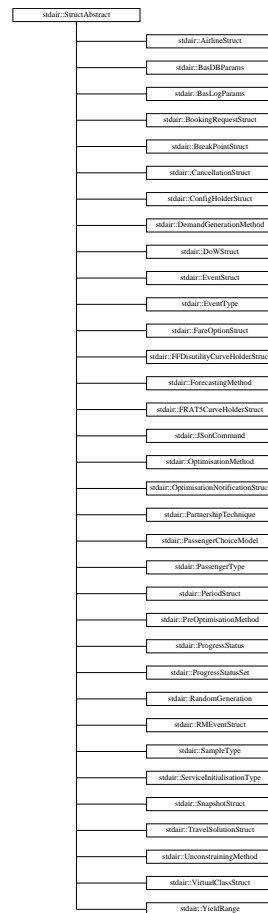 stdair::StructAbstract
stdair::AirlineStruct
stdair::BasDBParams
stdair::BasLogParams
stdair::BookingRequestStruct
stdair::BreakPointStruct
stdair::CancellationStruct
stdair::ConfigHolderStruct
stdair::DemandGenerationMethod
stdair::DoWStruct
stdair::EventStruct
stdair::EventType
stdair::FareOptionStruct
stdair::FFDisutilityCurveHolderStruct
stdair::ForecastingMethod
stdair::FRAT5CurveHolderStruct
stdair::JSonCommand
stdair::OptimisationMethod
stdair::OptimisationNotificationStruct
stdair::PartnershipTechnique
stdair::PassengerChoiceModel
stdair::PassengerType
stdair::PeriodStruct
stdair::PreOptimisationMethod
stdair::ProgressStatus
stdair::ProgressStatusSet
stdair::RandomGeneration
stdair::RMEventStruct
stdair::SampleType
stdair::ServiceInitialisationType
stdair::SnapshotStruct
stdair::TravelSolutionStruct
stdair::UnconstrainingMethod
stdair::VirtualClassStruct
stdair::YieldRange